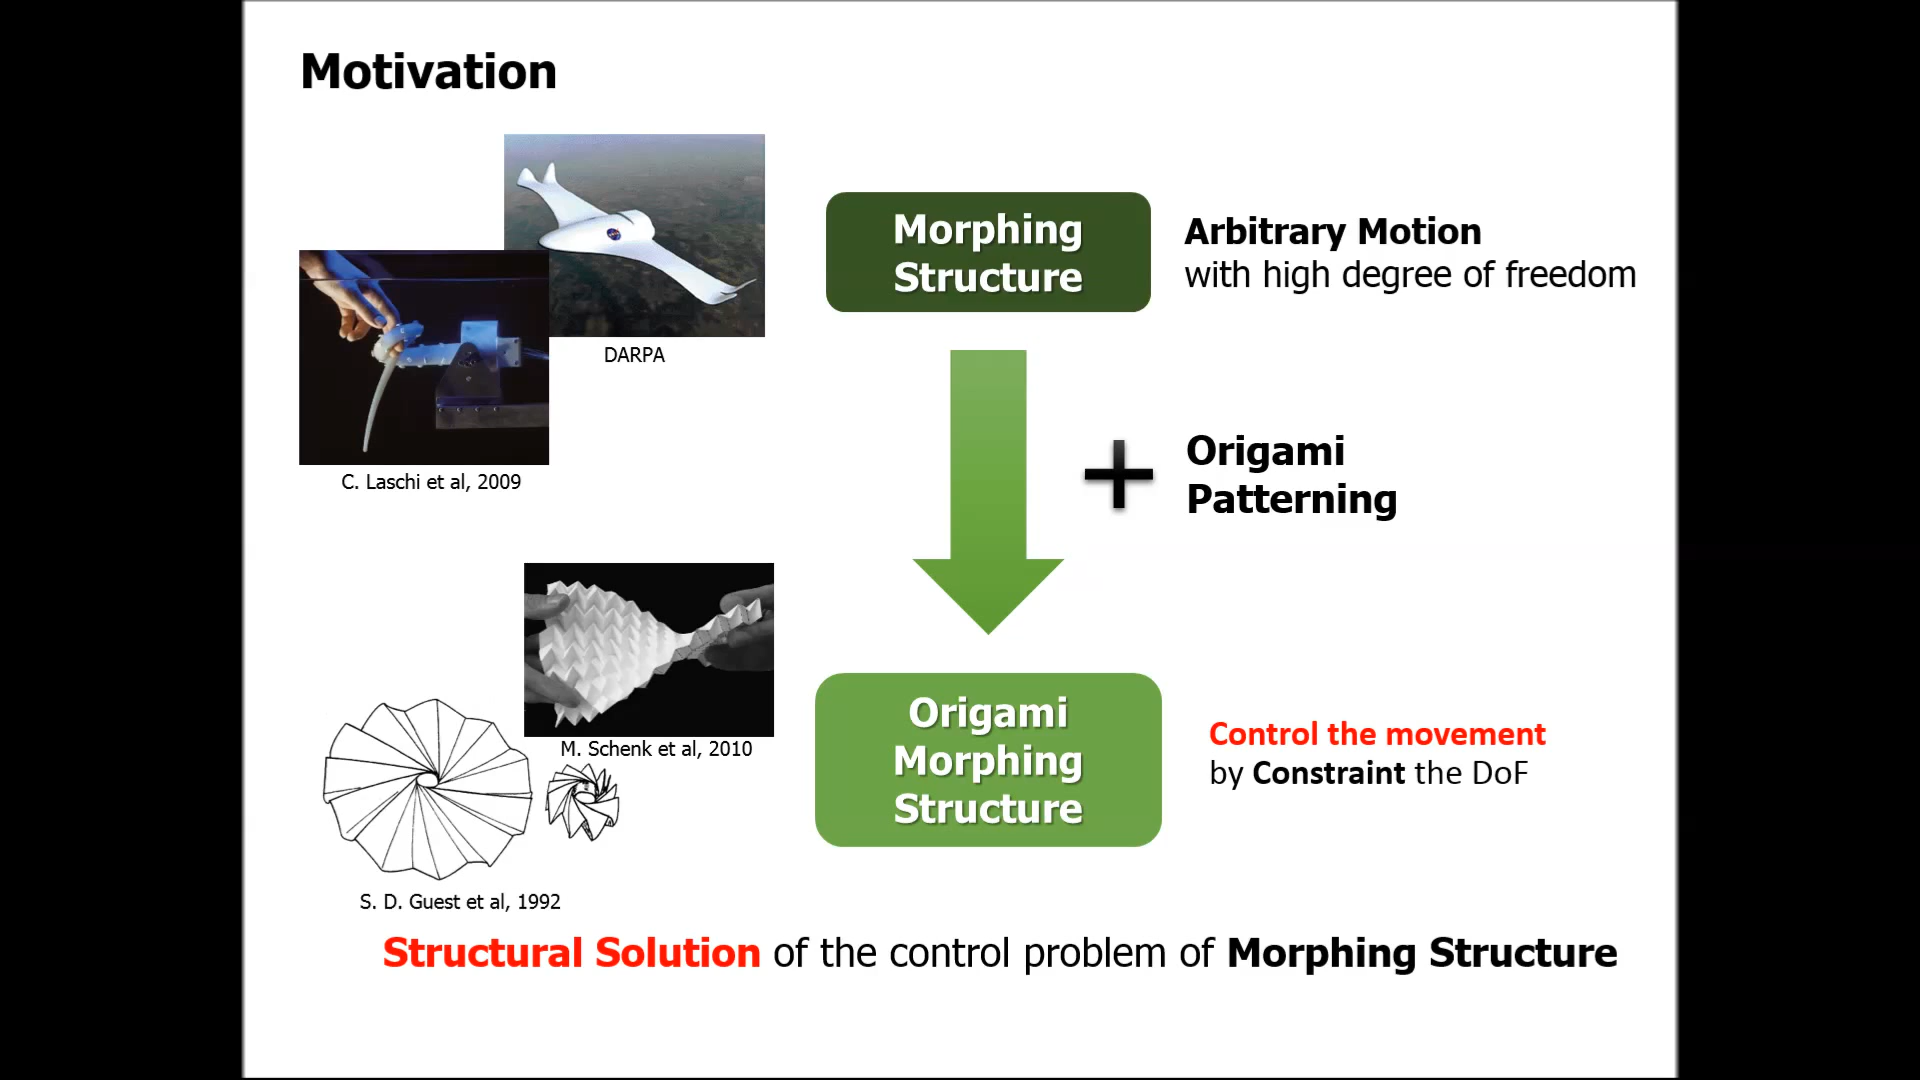 Motivation
DARPA
C. Laschi et al, 2009
Morphing
Structure
Arbitrary Motion
with high degree of freedom
Origami
Patterning
M. Schenk et al, 2010
S. D. Guest et al, 1992
Origami
Morphing
Structure
Control the movement
by Constraint the DoF
Structural Solution of the control problem of Morphing Structure